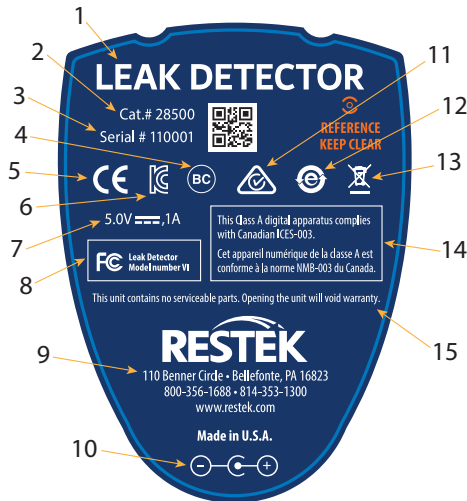 1
LEAK DETECTOR
2
Cat.# 28500
3
Serial # 110001
REFERENCE
KEEP CLEAR
11
12
13
4
BC
5
CE
6
KC
e
7
5.0V ,1A
8
FC Leak Detector
Model number VI
This Class A digital apparatus complies
with Canadian ICES-003.
Cet appareil numérique de la classe A est
conforme à la norme NMB-003 du Canada.
14
This unit contains no serviceable parts. Opening the unit will void warranty.
15
RESTEK
9
110 Benner Circle • Bellefonte, PA 16823
800-356-1688 • 814-353-1300
www.restek.com
Made in U.S.A.
10
− +